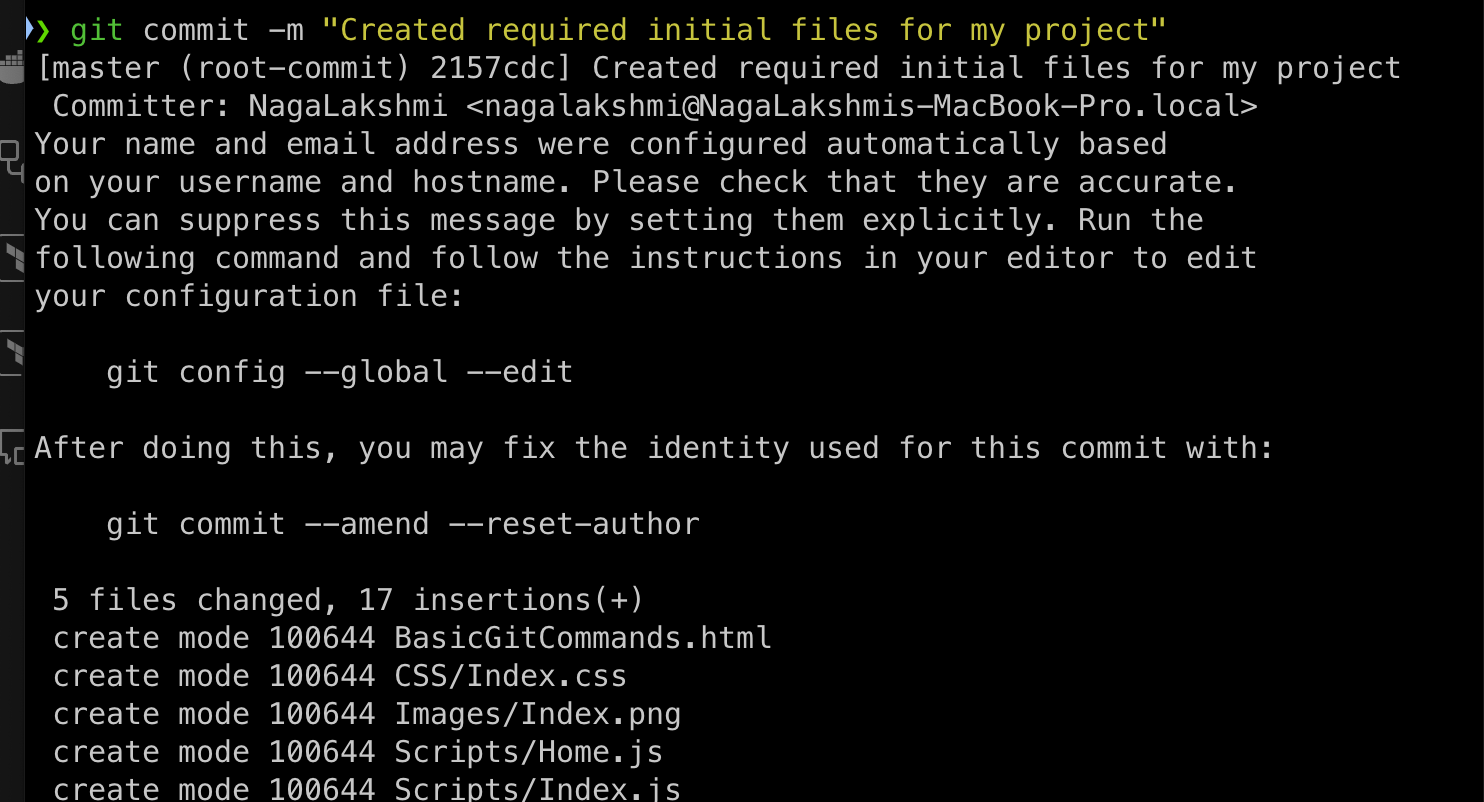 ❯ git commit -m "Created required initial files for my project"
[master (root-commit) 2157cdc] Created required initial files for my project
 Committer: NagaLakshmi <nagalakshmi@NagaLakshmis-MacBook-Pro.local>
Your name and email address were configured automatically based
on your username and hostname. Please check that they are accurate.
You can suppress this message by setting them explicitly. Run the
following command and follow the instructions in your editor to edit
your configuration file:

    git config --global --edit

After doing this, you may fix the identity used for this commit with:

    git commit --amend --reset-author

 5 files changed, 17 insertions(+)
 create mode 100644 BasicGitCommands.html
 create mode 100644 CSS/Index.css
 create mode 100644 Images/Index.png
 create mode 100644 Scripts/Home.js
 create mode 100644 Scripts/Index.js